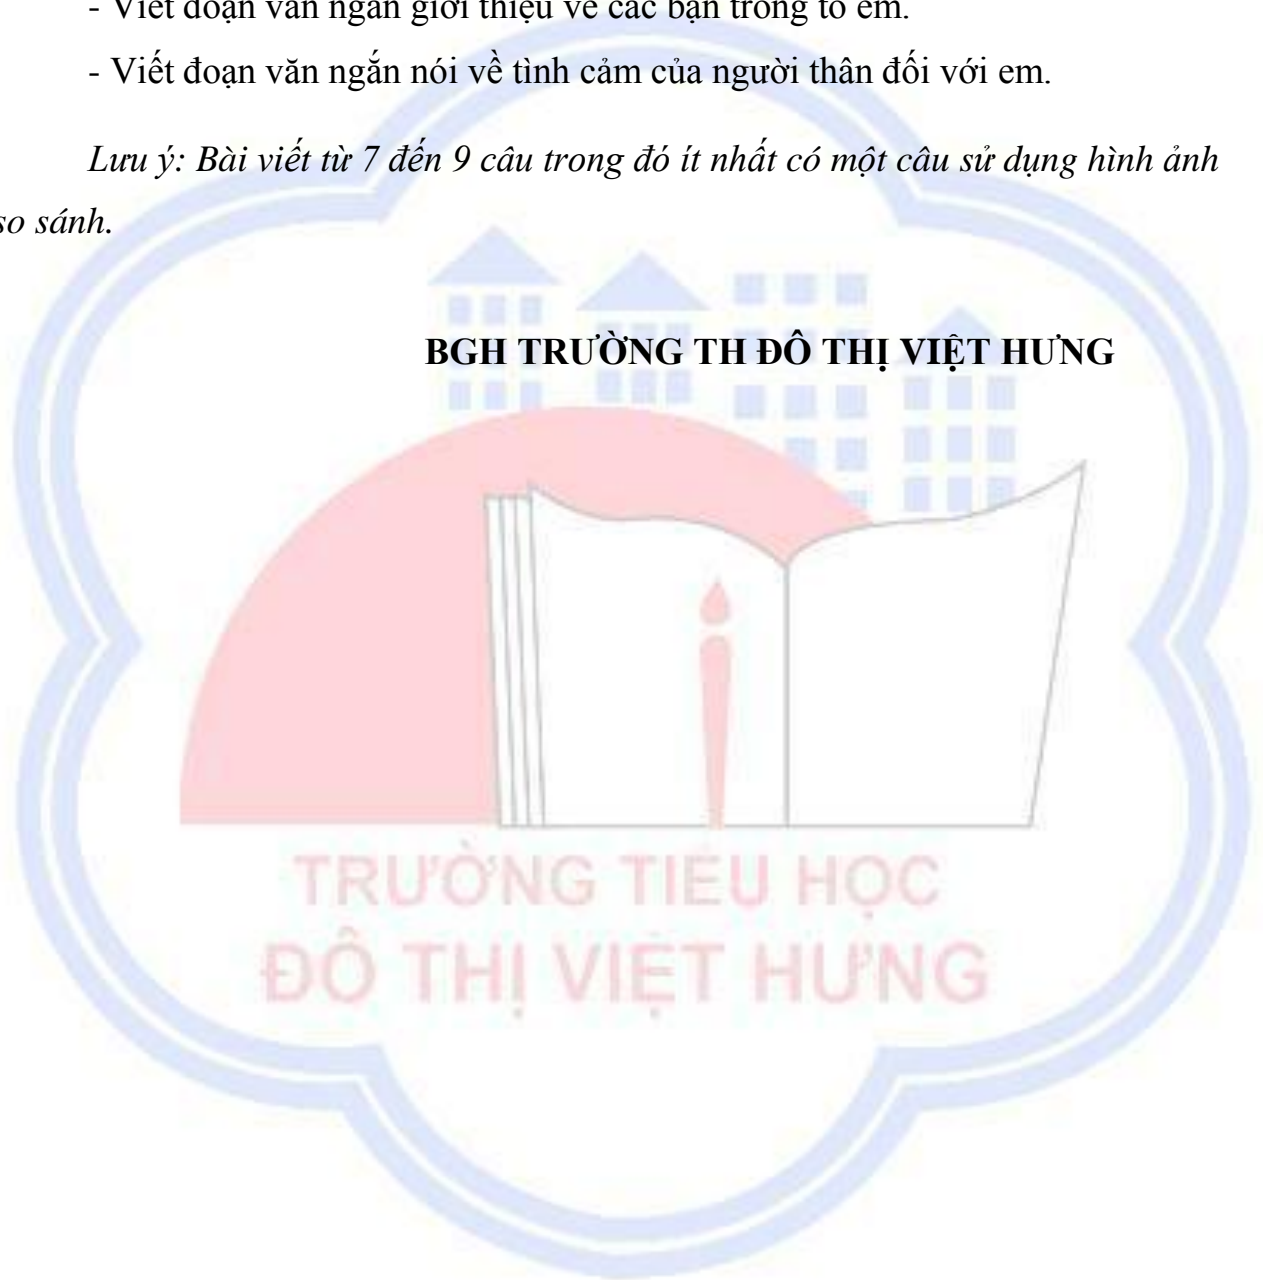 - Viết đoạn văn ngắn giới thiệu về các bạn trong tổ em.
- Viết đoạn văn ngắn nói về tình cảm của người thân đối với em.
Lưu ý: Bài viết từ 7 đến 9 câu trong đó ít nhất có một câu sử dụng hình ảnh
so sánh.
BGH TRƯỜNG TH ĐÔ THỊ VIỆT HƯNG
TRƯỜNG TIỂU HỌC
ĐÔ THỊ VIỆT HƯNG